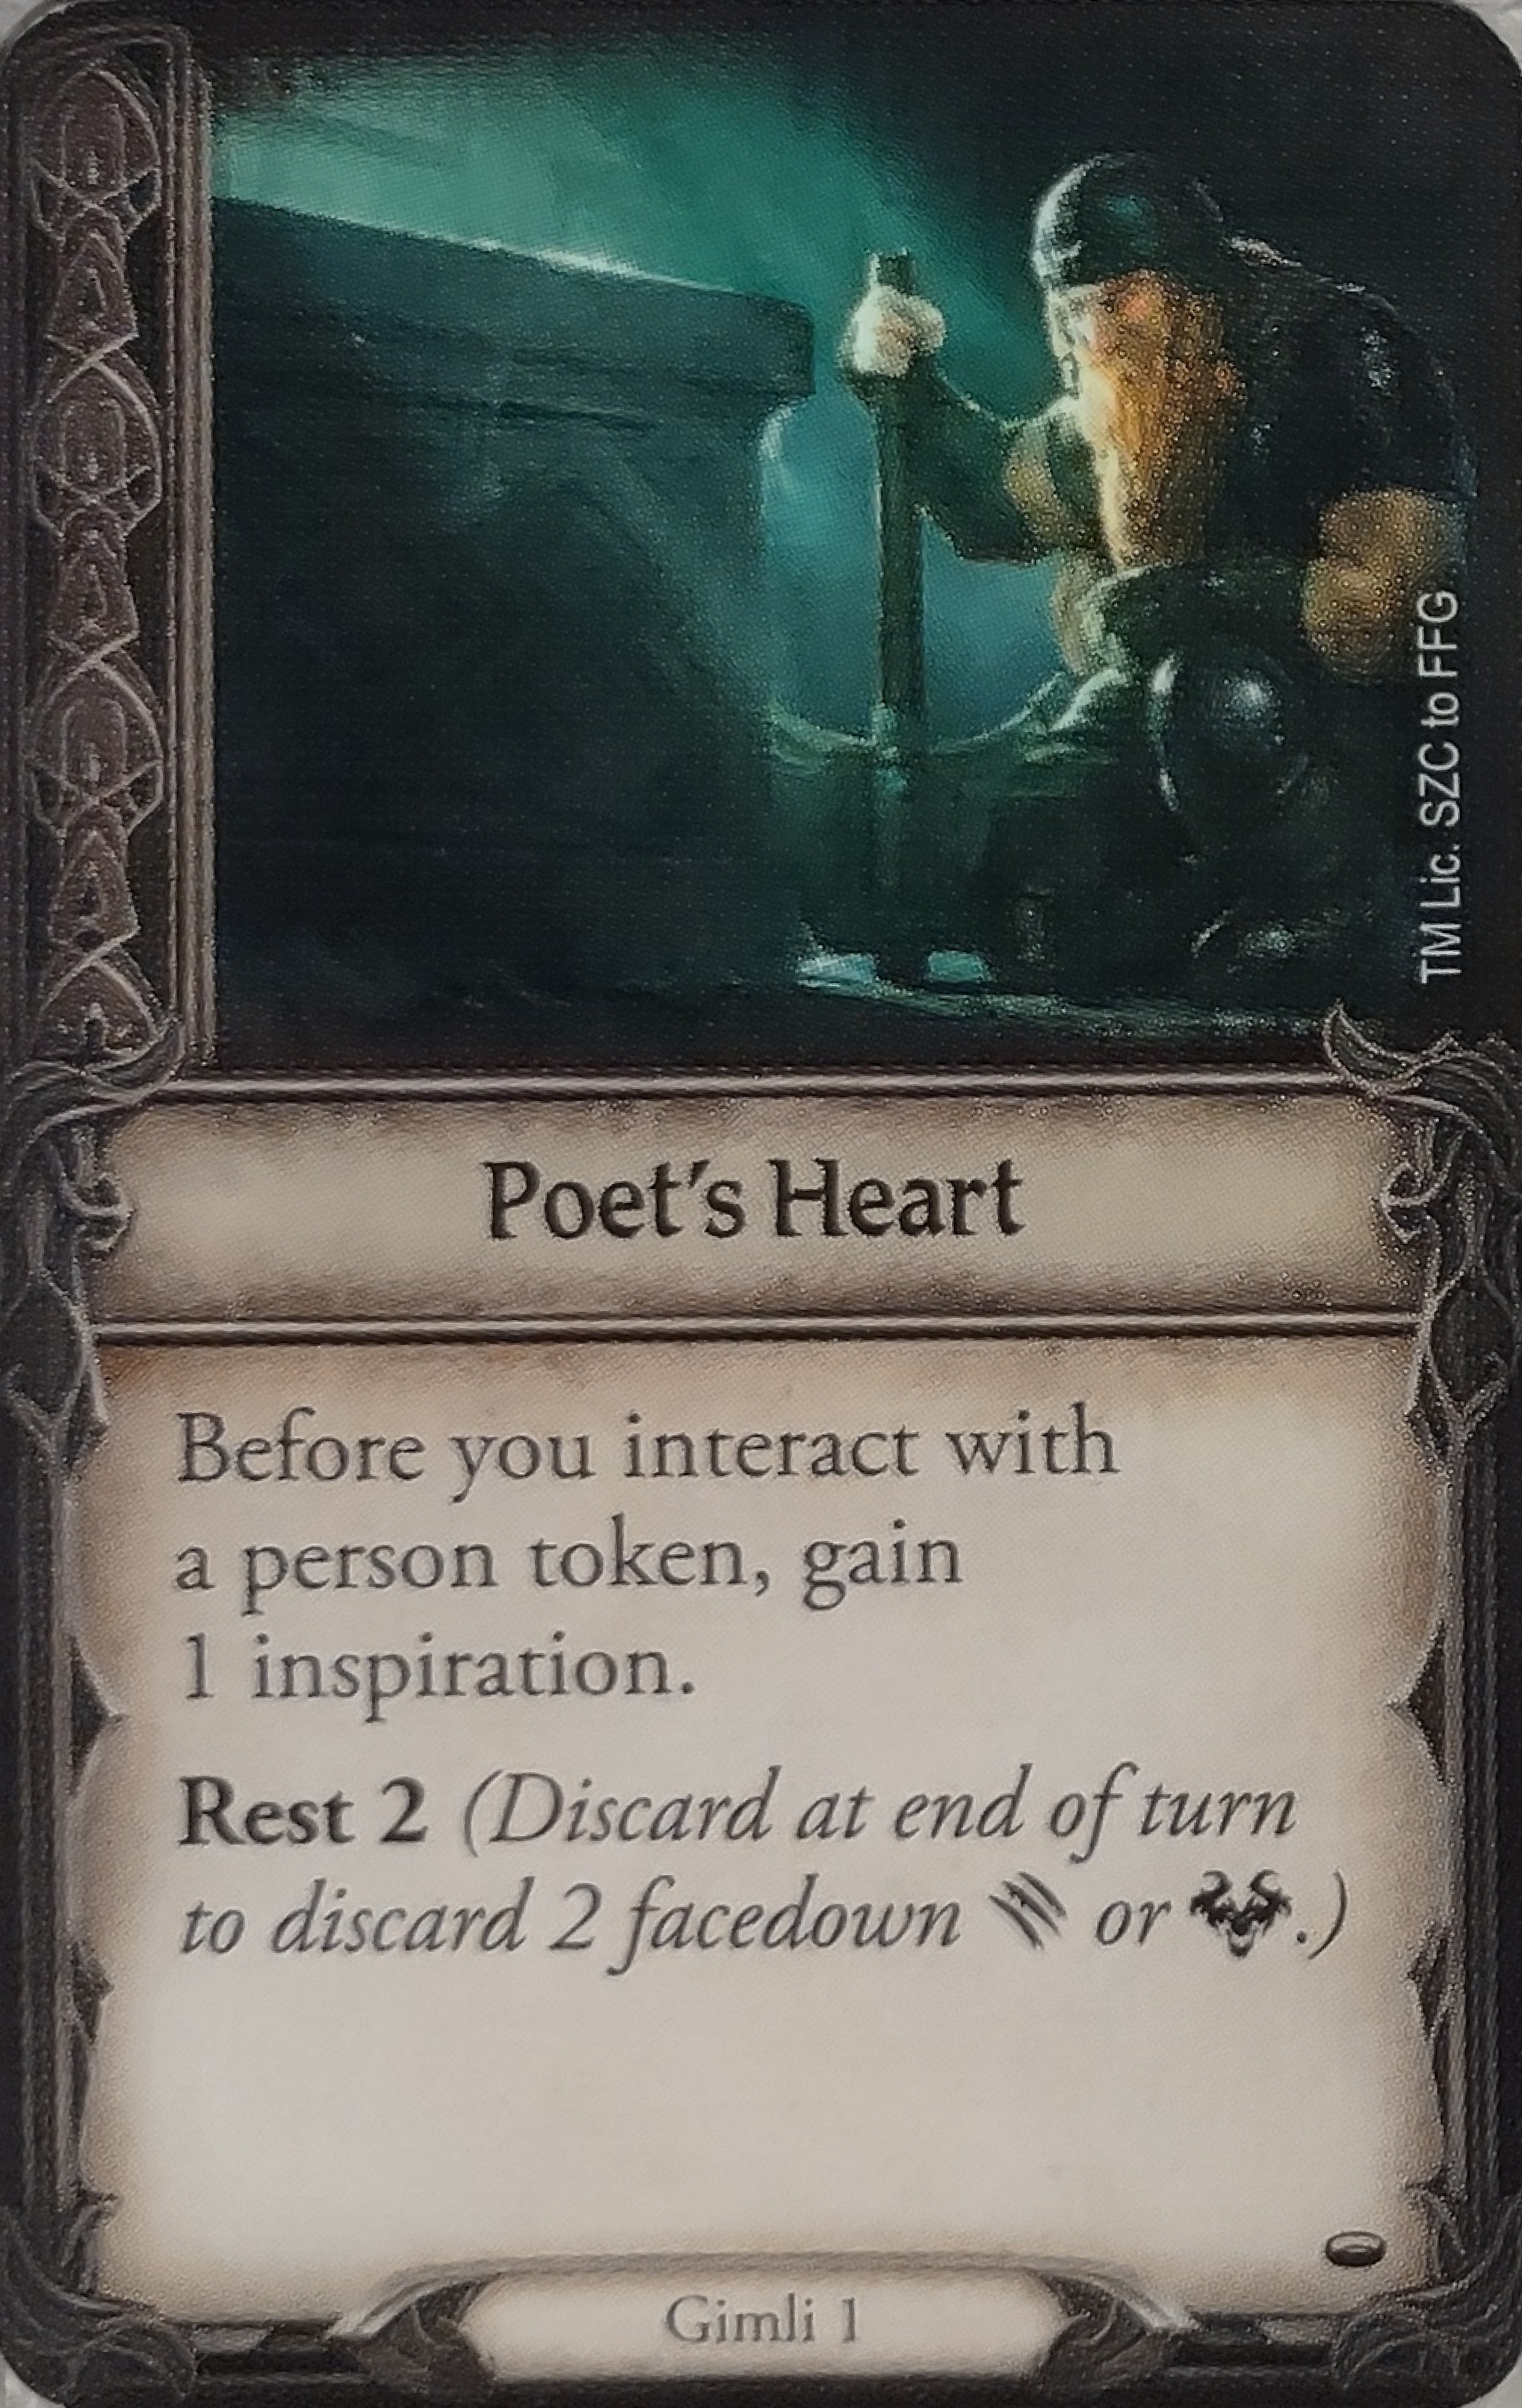 TM Lic. SZC to FFG
Poet's Heart
Before you interact with
a person token, gain
1 inspiration.
Rest 2 (Discard at end of turn
to discard 2 facedown or .)
Gimli 1